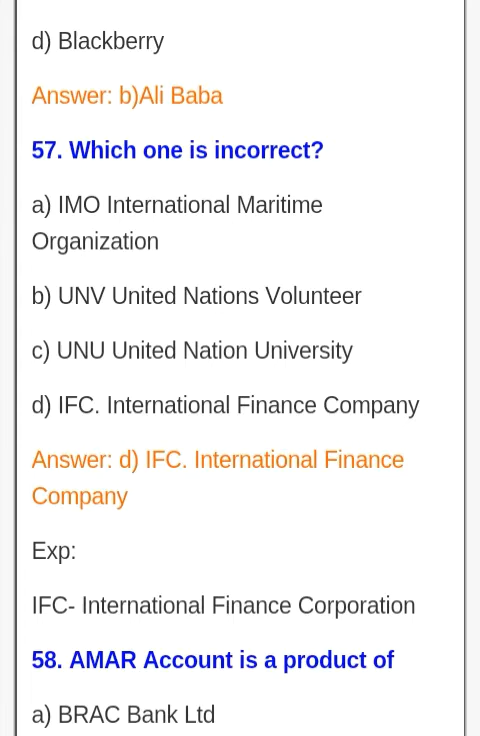 d) Blackberry
Answer: b)Ali Baba
57. Which one is incorrect?
a) IMO International Maritime
Organization
b) UNV United Nations Volunteer
c) UNU United Nation University
d) IFC. International Finance Company
Answer: d) IFC. International Finance
Company
Exp:
IFC- International Finance Corporation
58. AMAR Account is a product of
a) BRAC Bank Ltd